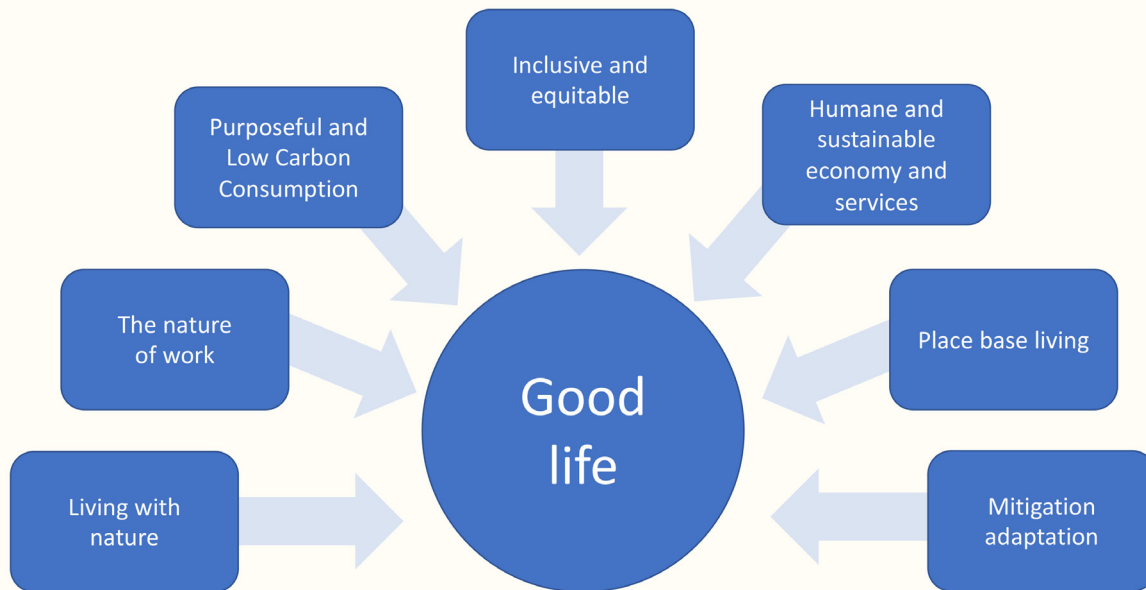 Inclusive and
equitable
Purposeful and
Low Carbon
Consumption
Humane and
sustainable
economy and
services
The nature
of work
Place base living
Good
life
Living with
nature
Mitigation
adaptation